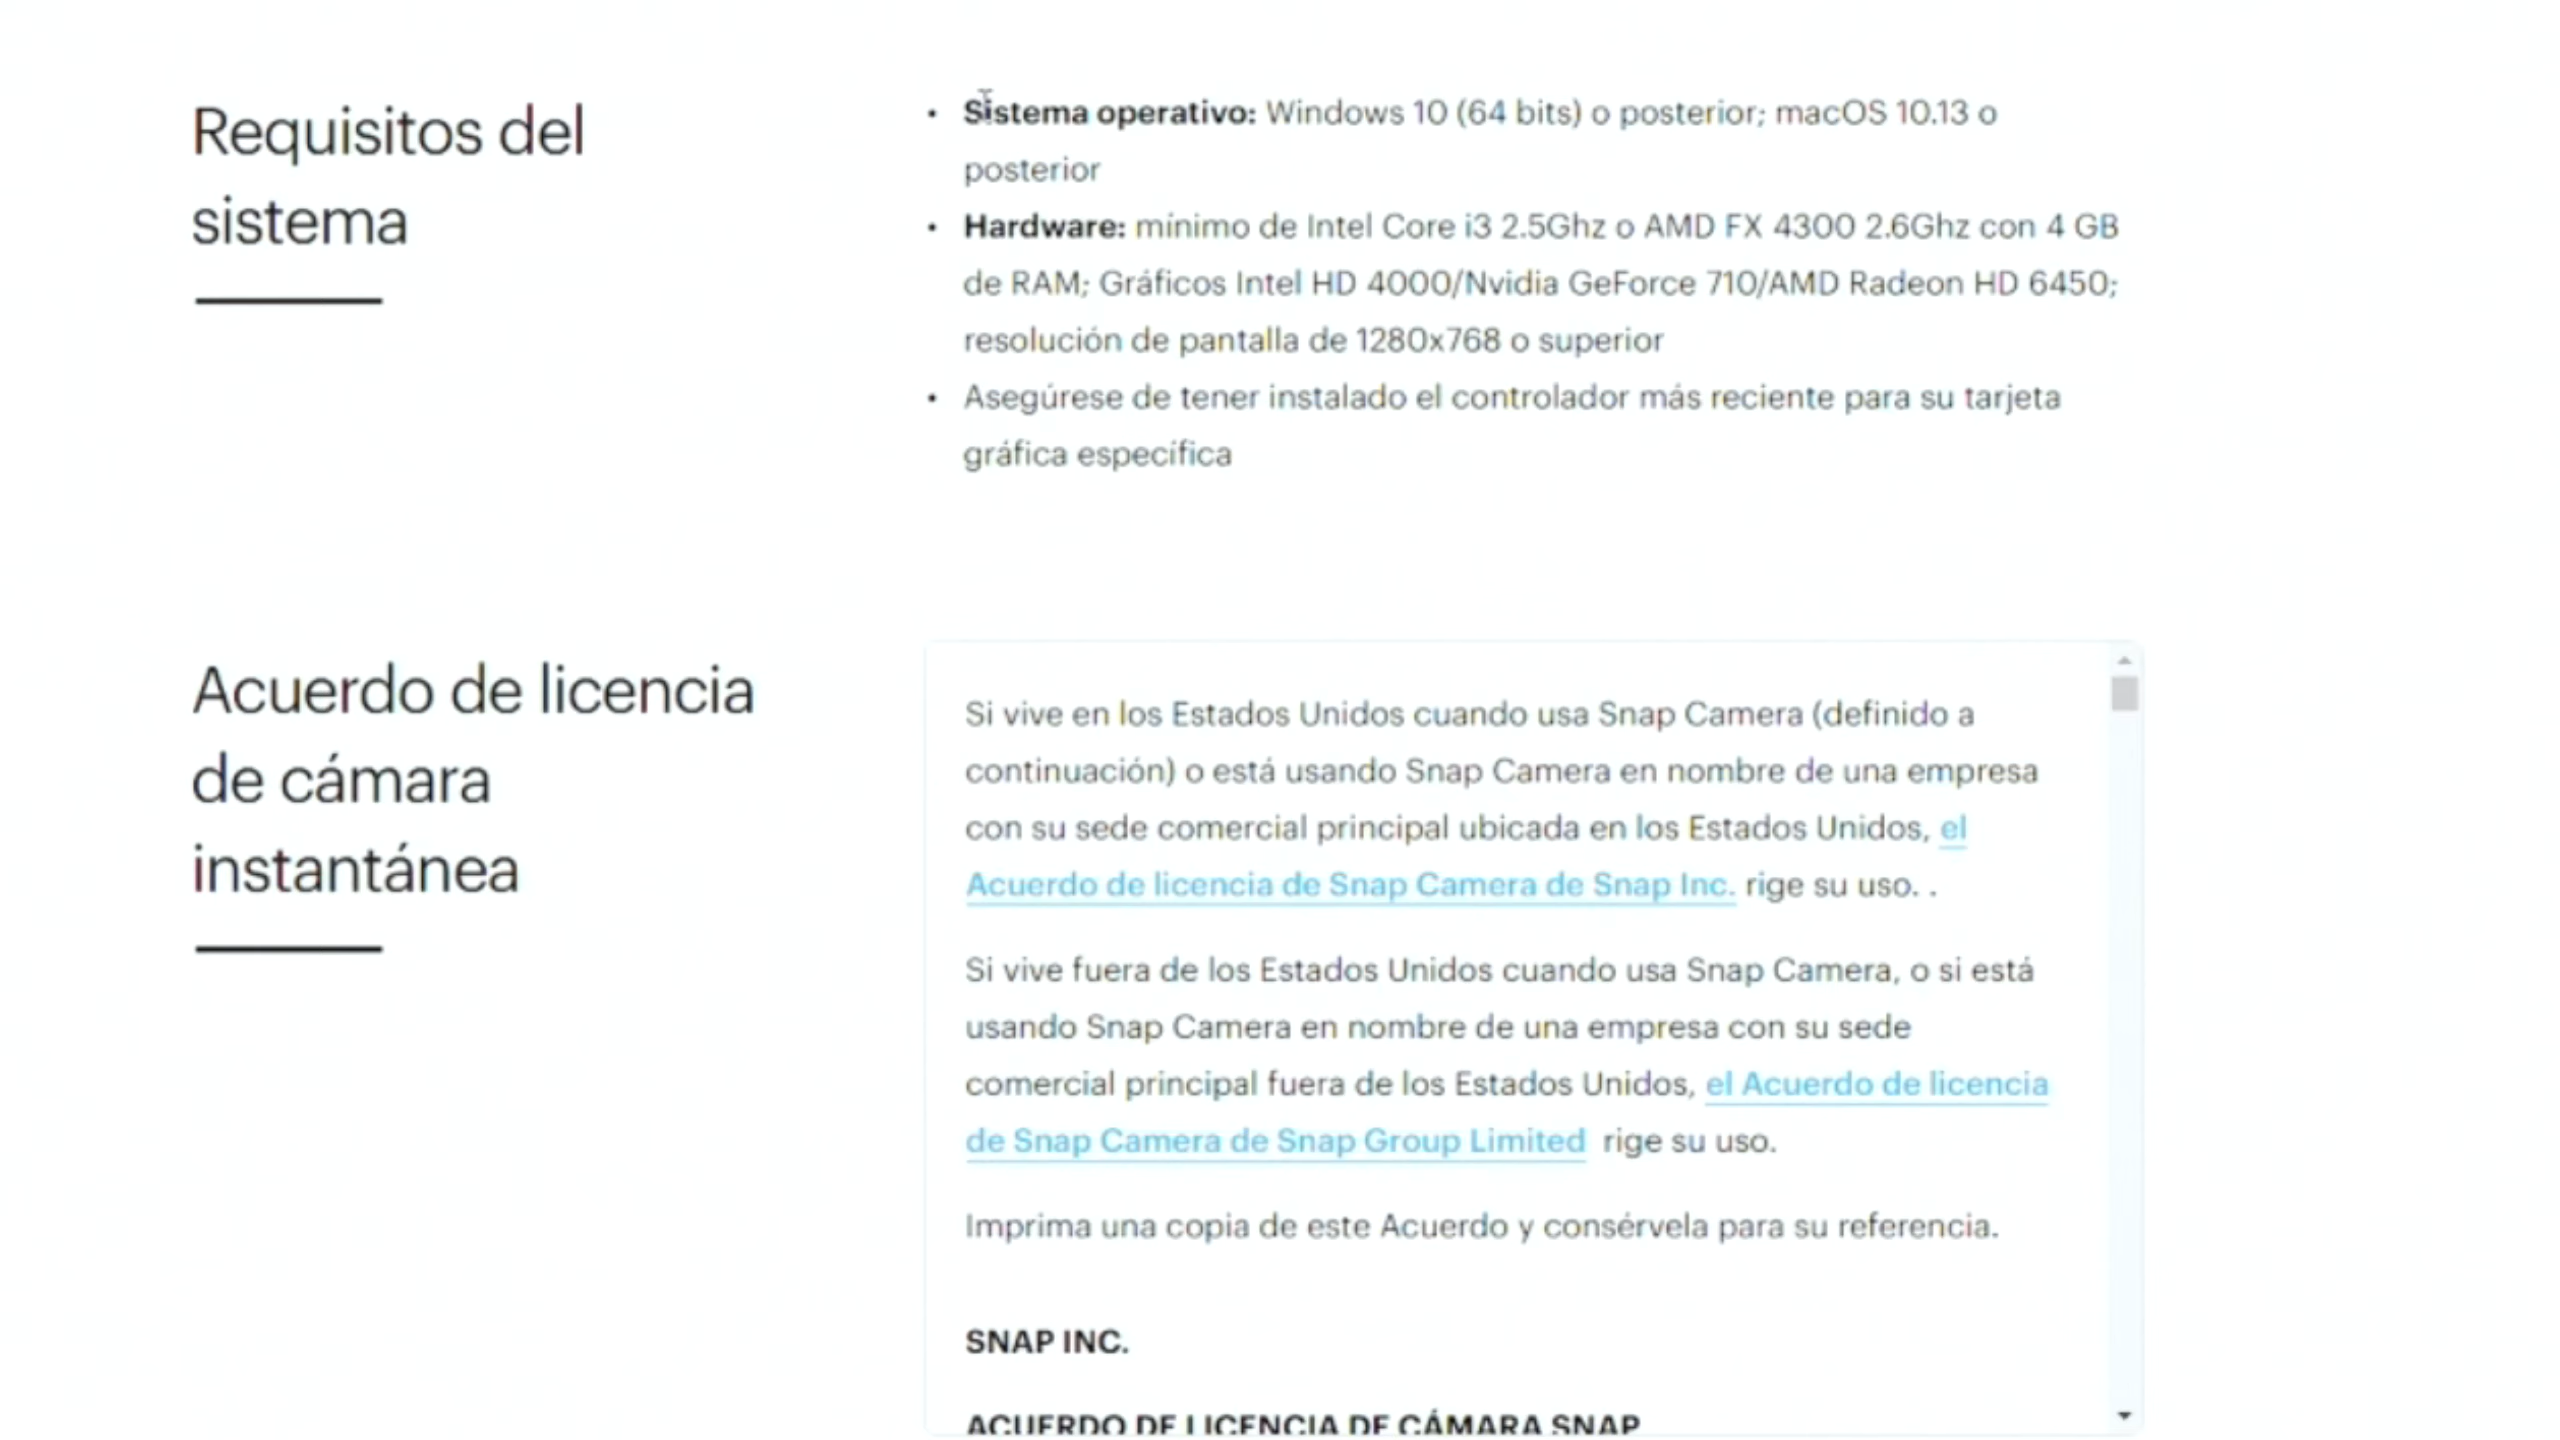 Requisitos del
sistema
• Sistema operativo: Windows 10 (64 bits) o posterior; macOS 10.13 o
posterior
• Hardware: mínimo de Intel Core i3 2.5Ghz o AMD FX 4300 2.6Ghz con 4 GB
de RAM; Gráficos Intel HD 4000/Nvidia GeForce 710/AMD Radeon HD 6450;
resolución de pantalla de 1280x768 o superior
• Asegúrese de tener instalado el controlador más reciente para su tarjeta
gráfica específica
Acuerdo de licencia
de cámara
instantánea
Si vive en los Estados Unidos cuando usa Snap Camera (definido a
continuación) o está usando Snap Camera en nombre de una empresa
con su sede comercial principal ubicada en los Estados Unidos, el
Acuerdo de licencia de Snap Camera de Snap Inc. rige su uso. .
Si vive fuera de los Estados Unidos cuando usa Snap Camera, o si está
usando Snap Camera en nombre de una empresa con su sede
comercial principal fuera de los Estados Unidos, el Acuerdo de licencia
de Snap Camera de Snap Group Limited rige su uso.
Imprima una copia de este Acuerdo y consérvela para su referencia.
SNAP INC.
ACUERDO DE LICENCIA DE CÁMARA SNAP